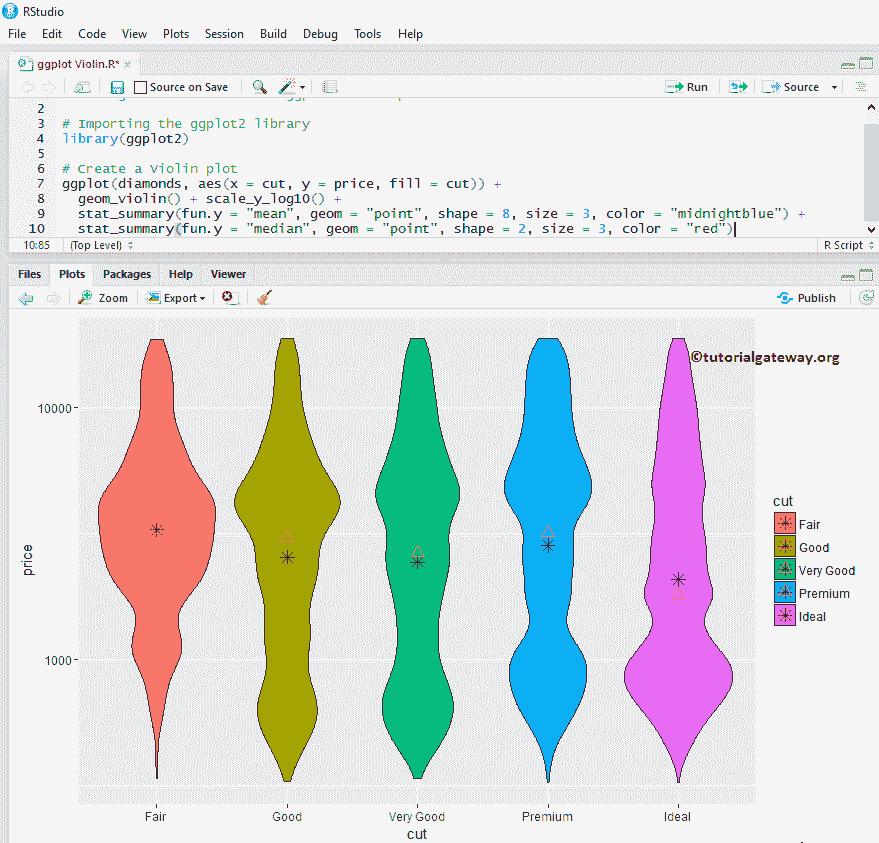 RStudio
File Edit Code View Plots Session Build Debug Tools Help
ggplot Violin.R*
Source on Save Run Source
2
3 # Importing the ggplot2 library
4 library(ggplot2)
5
6 # Create a Violin plot
7 ggplot(diamonds, aes(x = cut, y = price, fill = cut)) +
8 geom_violin() + scale_y_log10() +
9 stat_summary(fun.y = "mean", geom = "point", shape = 8, size = 3, color = "midnightblue") +
10 stat_summary(fun.y = "median", geom = "point", shape = 2, size = 3, color = "red")
10:85 (Top Level) R Script
Files Plots Packages Help Viewer
Zoom Export Publish
©tutorialgateway.org
10000
1000
price
cut
Fair
Good
Very Good
Premium
Ideal
Fair Good Very Good Premium Ideal
cut